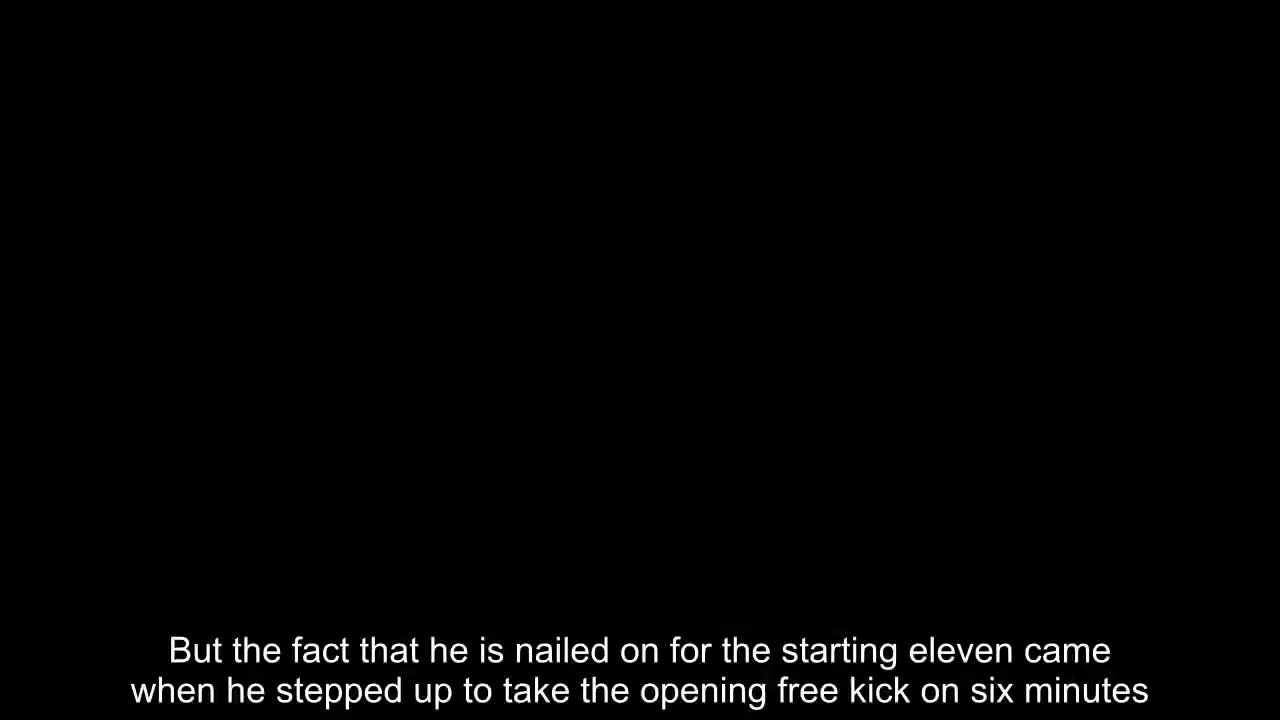 But the fact that he is nailed on for the starting eleven came
when he stepped up to take the opening free kick on six minutes